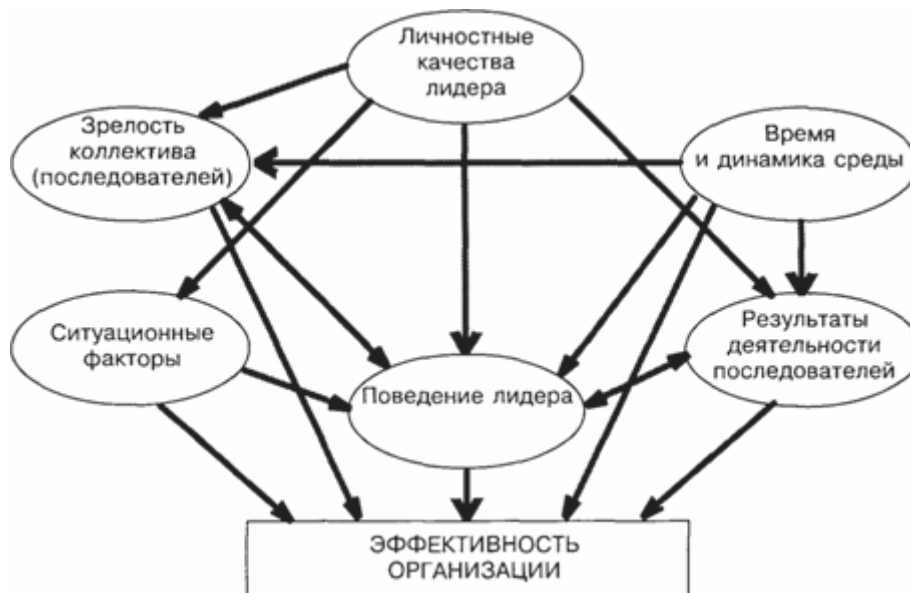 Личностные
качества
лидера
Зрелость
коллектива
(последователей)
Время
и динамика среды
Ситуационные
факторы
Поведение лидера
Результаты
деятельности
последователей
ЭФФЕКТИВНОСТЬ
ОРГАНИЗАЦИИ